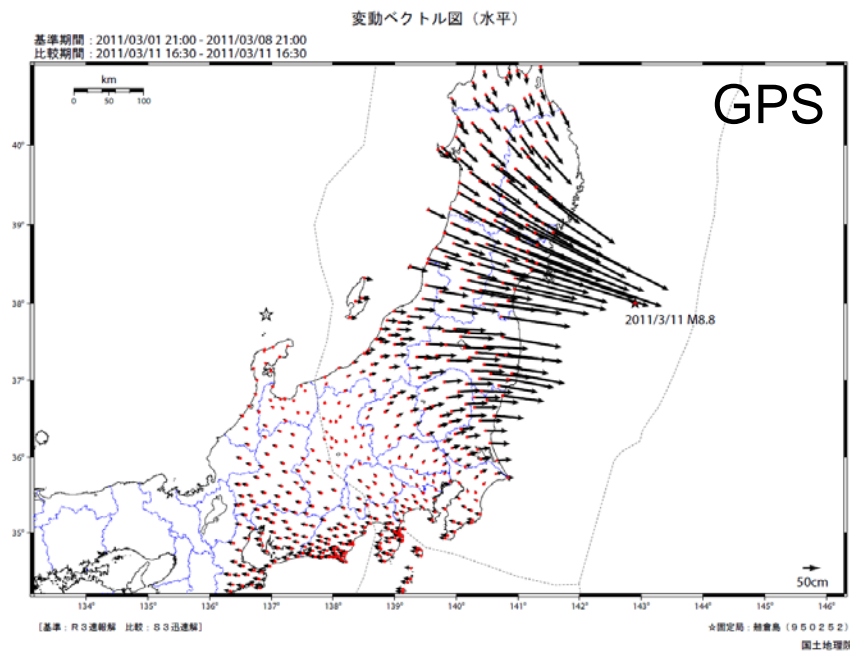 変動ベクトル図（水平）
基準期間 : 2011/03/01 21:00 - 2011/03/08 21:00
比較期間 : 2011/03/11 16:30 - 2011/03/11 16:30
km
0 50 100
GPS
40°
39°
38°
2011/3/11 M8.8
37°
36°
35°
50cm
134° 135° 136° 137° 138° 139° 140° 141° 142° 143° 144° 145° 146°
[基準 : R3速報解 比較 : S3迅速解]
☆固定局 : 舳倉島 (950252)
国土地理院